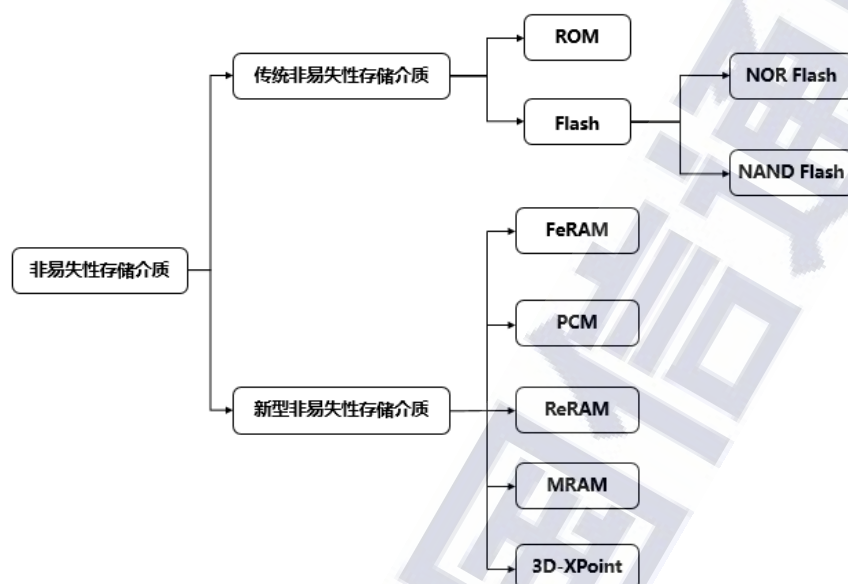 ROM
传统非易失性存储介质
NOR Flash
Flash
NAND Flash
FeRAM
非易失性存储介质
PCM
新型非易失性存储介质
ReRAM
MRAM
3D-XPoint